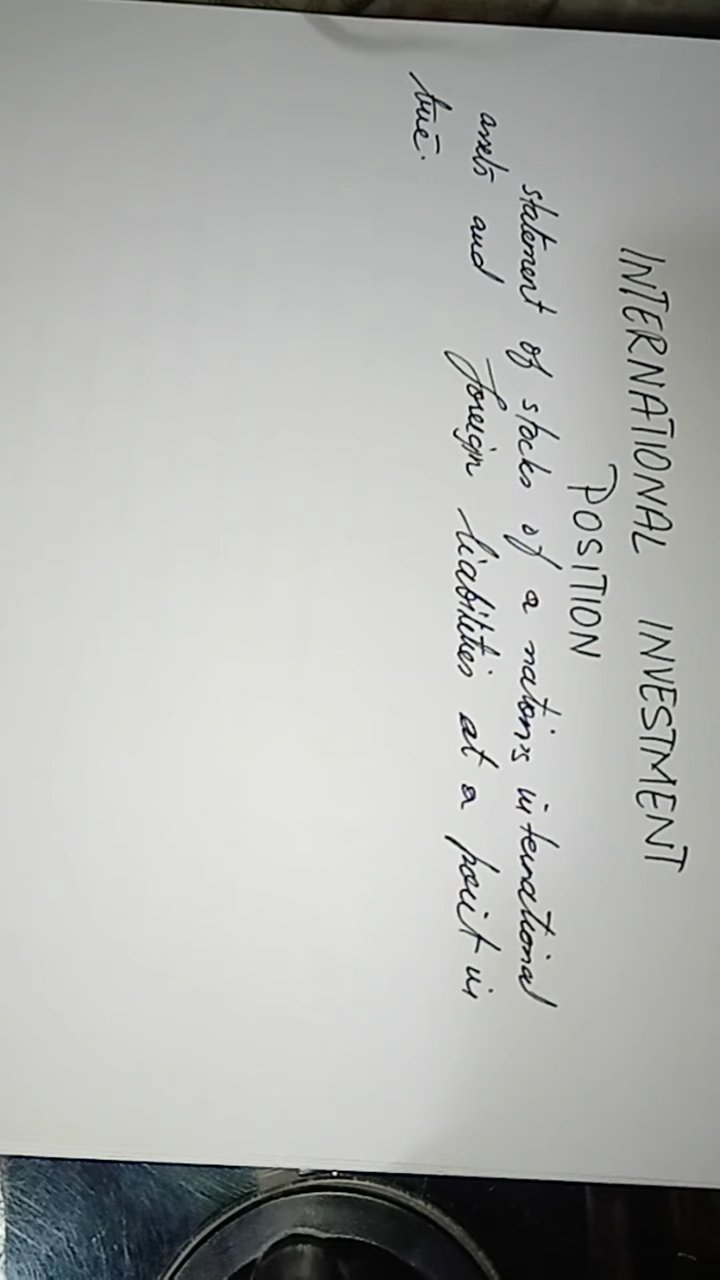 INTERNATIONAL INVESTMENT
POSITION
statement of stocks of a nation's international
assets and foreign liabilities at a point in
time.